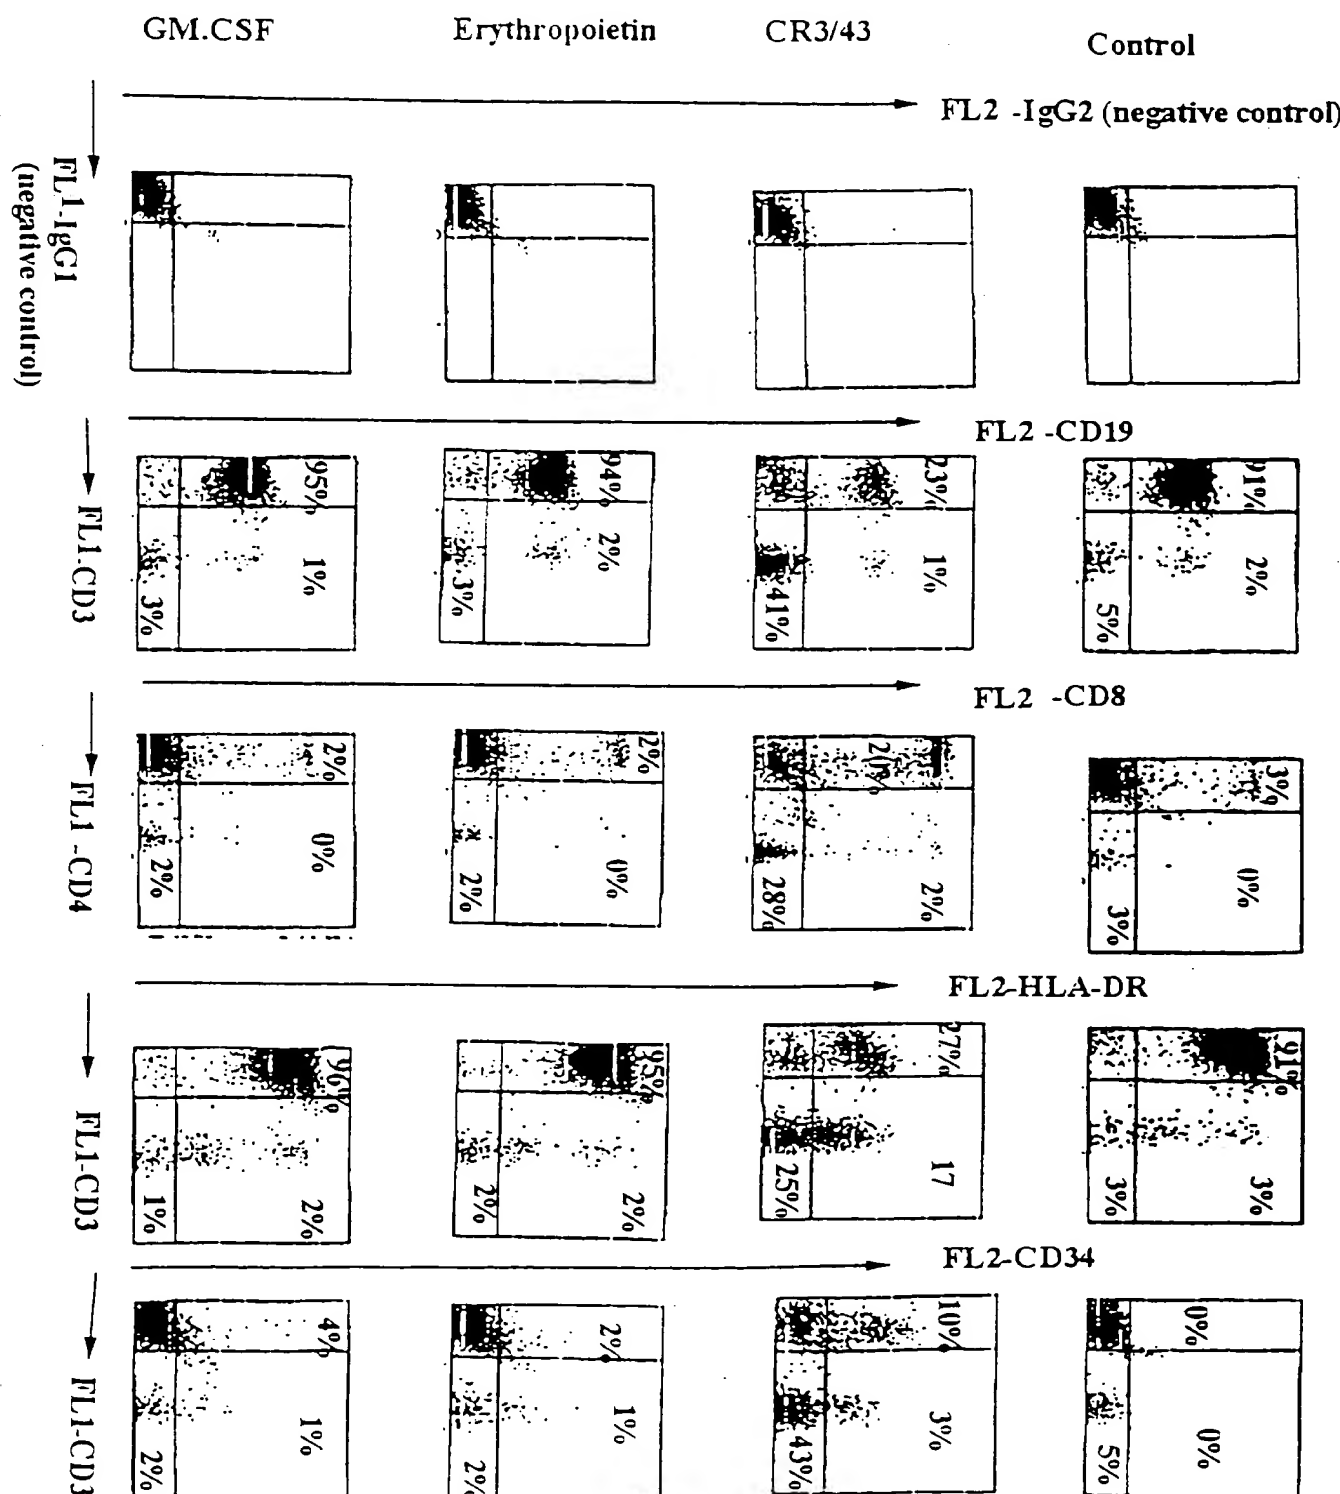 GM.CSF Erythropoietin CR3/43 Control
FL2 -IgG2 (negative control)
FL1-IgG1
(negative control)
FL2 -CD19
FL1-CD3
95% 94% 23% 91%
1% 2% 1% 2%
3% 3% 41% 5%
FL2 -CD8
FL1 -CD4
2% 2% 20% 3%
0% 0% 2% 0%
2% 2% 28% 3%
FL2-HLA-DR
FL1-CD3
96% 95% 27% 91%
2% 2% 17 3%
1% 2% 25% 3%
FL2-CD34
FL1-CD3
4% 2% 10% 0%
1% 1% 3% 0%
2% 2% 43% 5%